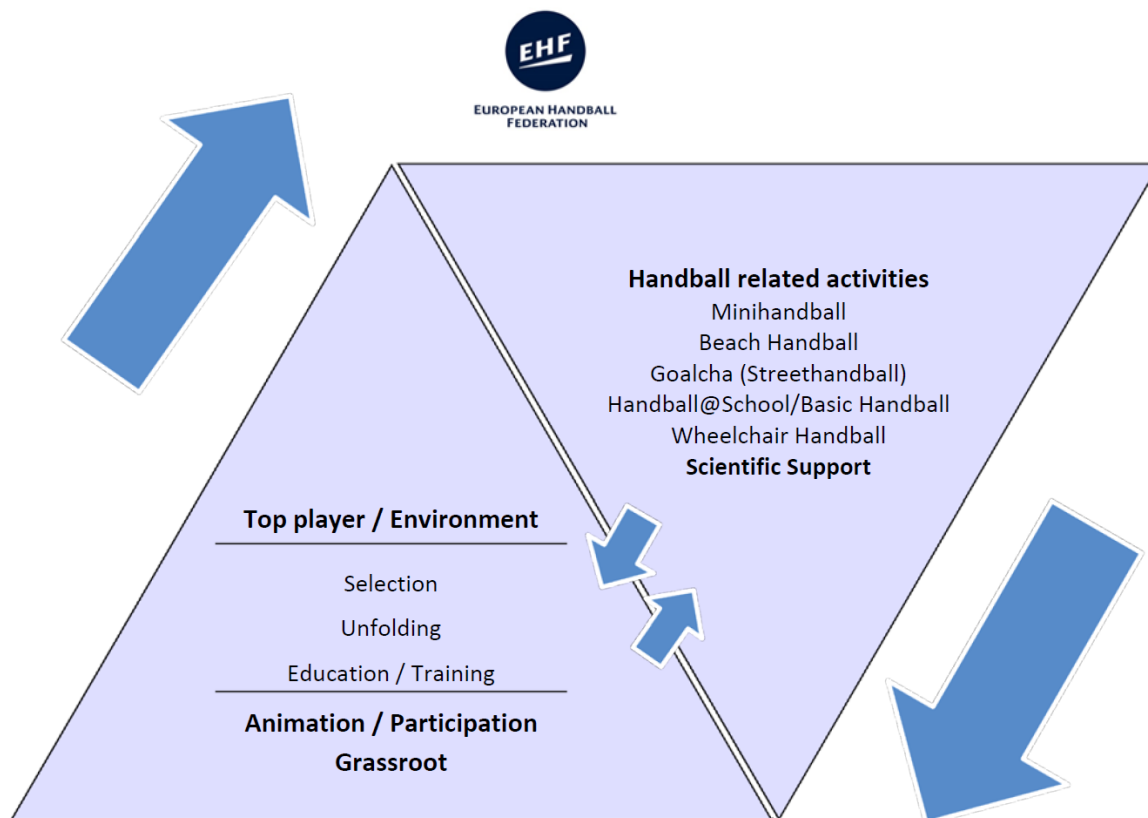 EHF
EUROPEAN HANDBALL
FEDERATION
Handball related activities
Minihandball
Beach Handball
Goalcha (Streethandball)
Handball@School/Basic Handball
Wheelchair Handball
Scientific Support
Top player / Environment
Selection
Unfolding
Education / Training
Animation / Participation
Grassroot